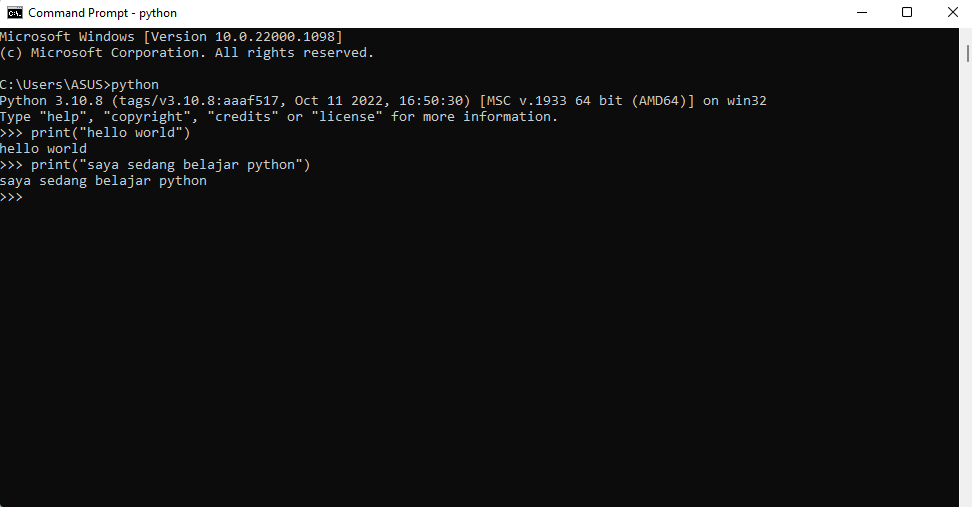 Command Prompt - python
Microsoft Windows [Version 10.0.22000.1098]
(c) Microsoft Corporation. All rights reserved.
C:\Users\ASUS>python
Python 3.10.8 (tags/v3.10.8:aaaf517, Oct 11 2022, 16:50:30) [MSC v.1933 64 bit (AMD64)] on win32
Type "help", "copyright", "credits" or "license" for more information.
>>> print("hello world")
hello world
>>> print("saya sedang belajar python")
saya sedang belajar python
>>>